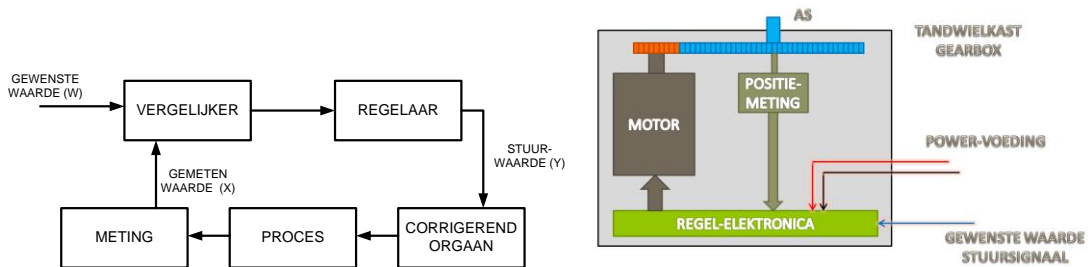 GEWENSTE
WAARDE (W)
VERGELIJKER
REGELAAR
STUUR-
WAARDE (Y)
GEMETEN
WAARDE (X)
METING
PROCES
CORRIGEREND
ORGAAN
AS
TANDWIELKAST
GEARBOX
POSITIE-
METING
MOTOR
POWER-VOEDING
REGEL-ELEKTRONICA
GEWENSTE WAARDE
STUURSIGNAAL